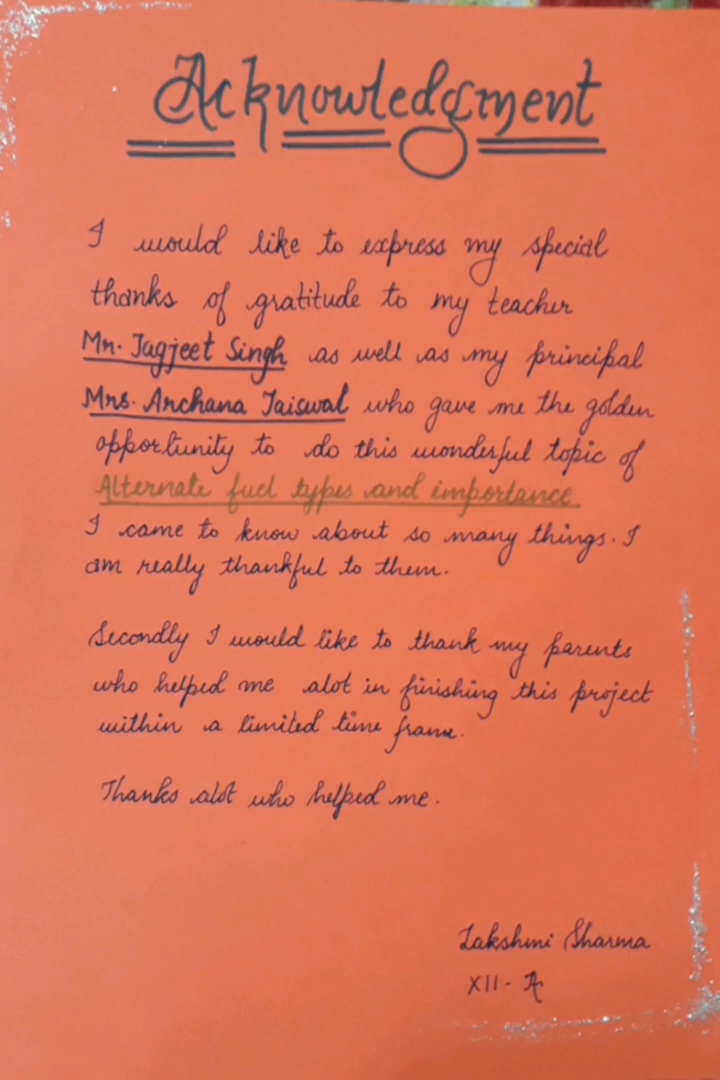 Acknowledgment
I would like to express my special
thanks of gratitude to my teacher
Mr. Jagjeet Singh as well as my principal
Mrs. Archana Jaiswal who gave me the golden
opportunity to do this wonderful topic of
Alternate fuel types and importance
I came to know about so many things. I
am really thankful to them.
Secondly I would like to thank my parents
who helped me alot in finishing this project
within a limited time frame.
Thanks alot who helped me.
Lakshmi Sharma
XII - A